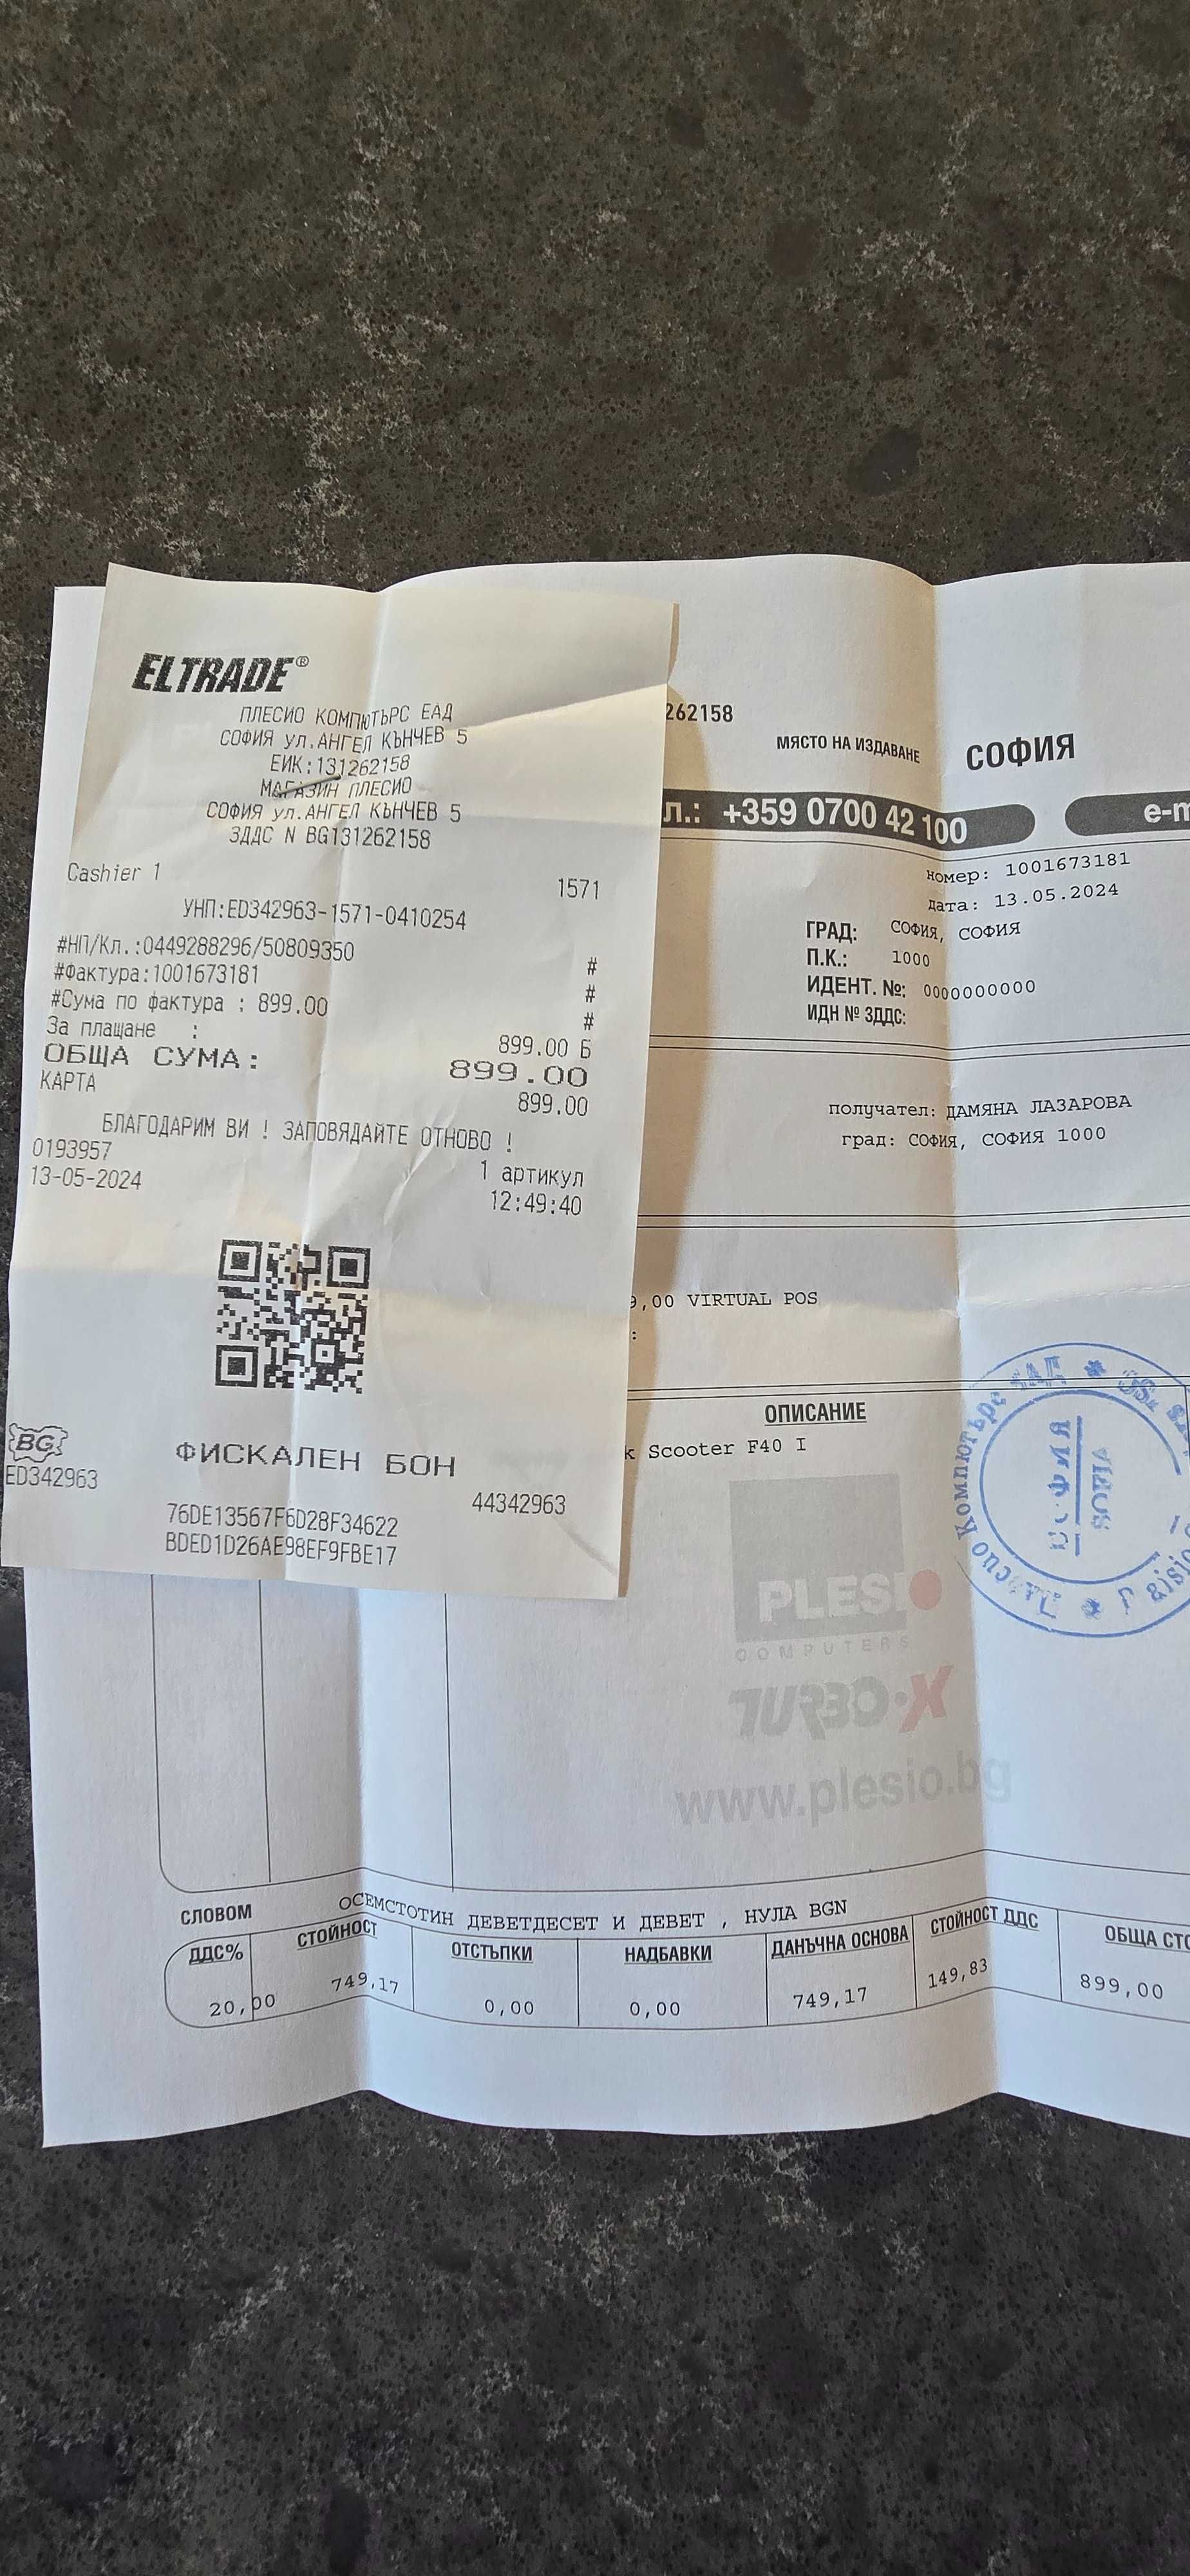 ELTRADE®
ПЛЕСИО КОМПЮТЪРС ЕАД
СОФИЯ ул.АНГЕЛ КЪНЧЕВ 5
ЕИК:131262158
МАГАЗИН ПЛЕСИО
СОФИЯ ул.АНГЕЛ КЪНЧЕВ 5
ЗДДС N BG131262158
Cashier 1 1571
УНП:ED342963-1571-0410254
#НП/Кл.:0449288296/50809350 #
#Фактура:1001673181 #
#Сума по фактура : 899.00 #
За плащане : 899.00 Б
ОБЩА СУМА: 899.00
КАРТА 899.00
БЛАГОДАРИМ ВИ ! ЗАПОВЯДАЙТЕ ОТНОВО !
0193957 1 артикул
13-05-2024 12:49:40
BG
ФИСКАЛЕН БОН
ED342963 44342963
76DE13567F6D28F34622
BDED1D26AE98EF9FBE17
262158
МЯСТО НА ИЗДАВАНЕ СОФИЯ
л.: +359 0700 42 100 e-m
номер: 1001673181
дата: 13.05.2024
ГРАД: СОФИЯ, СОФИЯ
П.К.: 1000
ИДЕНТ. №: 0000000000
ИДН № ЗДДС:
получател: ДАМЯНА ЛАЗАРОВА
град: СОФИЯ, СОФИЯ 1000
9,00 VIRTUAL POS
:
ОПИСАНИЕ
k Scooter F40 I
Плесио Компютърс ЕАД
СОФИЯ
SOFIA
PLESIO
COMPUTERS
TURBO-X
www.plesio.bg
СЛОВОМ ОСЕМСТОТИН ДЕВЕТДЕСЕТ И ДЕВЕТ , НУЛА BGN
ДДС% СТОЙНОСТ ОТСТЪПКИ НАДБАВКИ ДАНЪЧНА ОСНОВА СТОЙНОСТ ДДС ОБЩА СТО
20,00 749,17 0,00 0,00 749,17 149,83 899,00